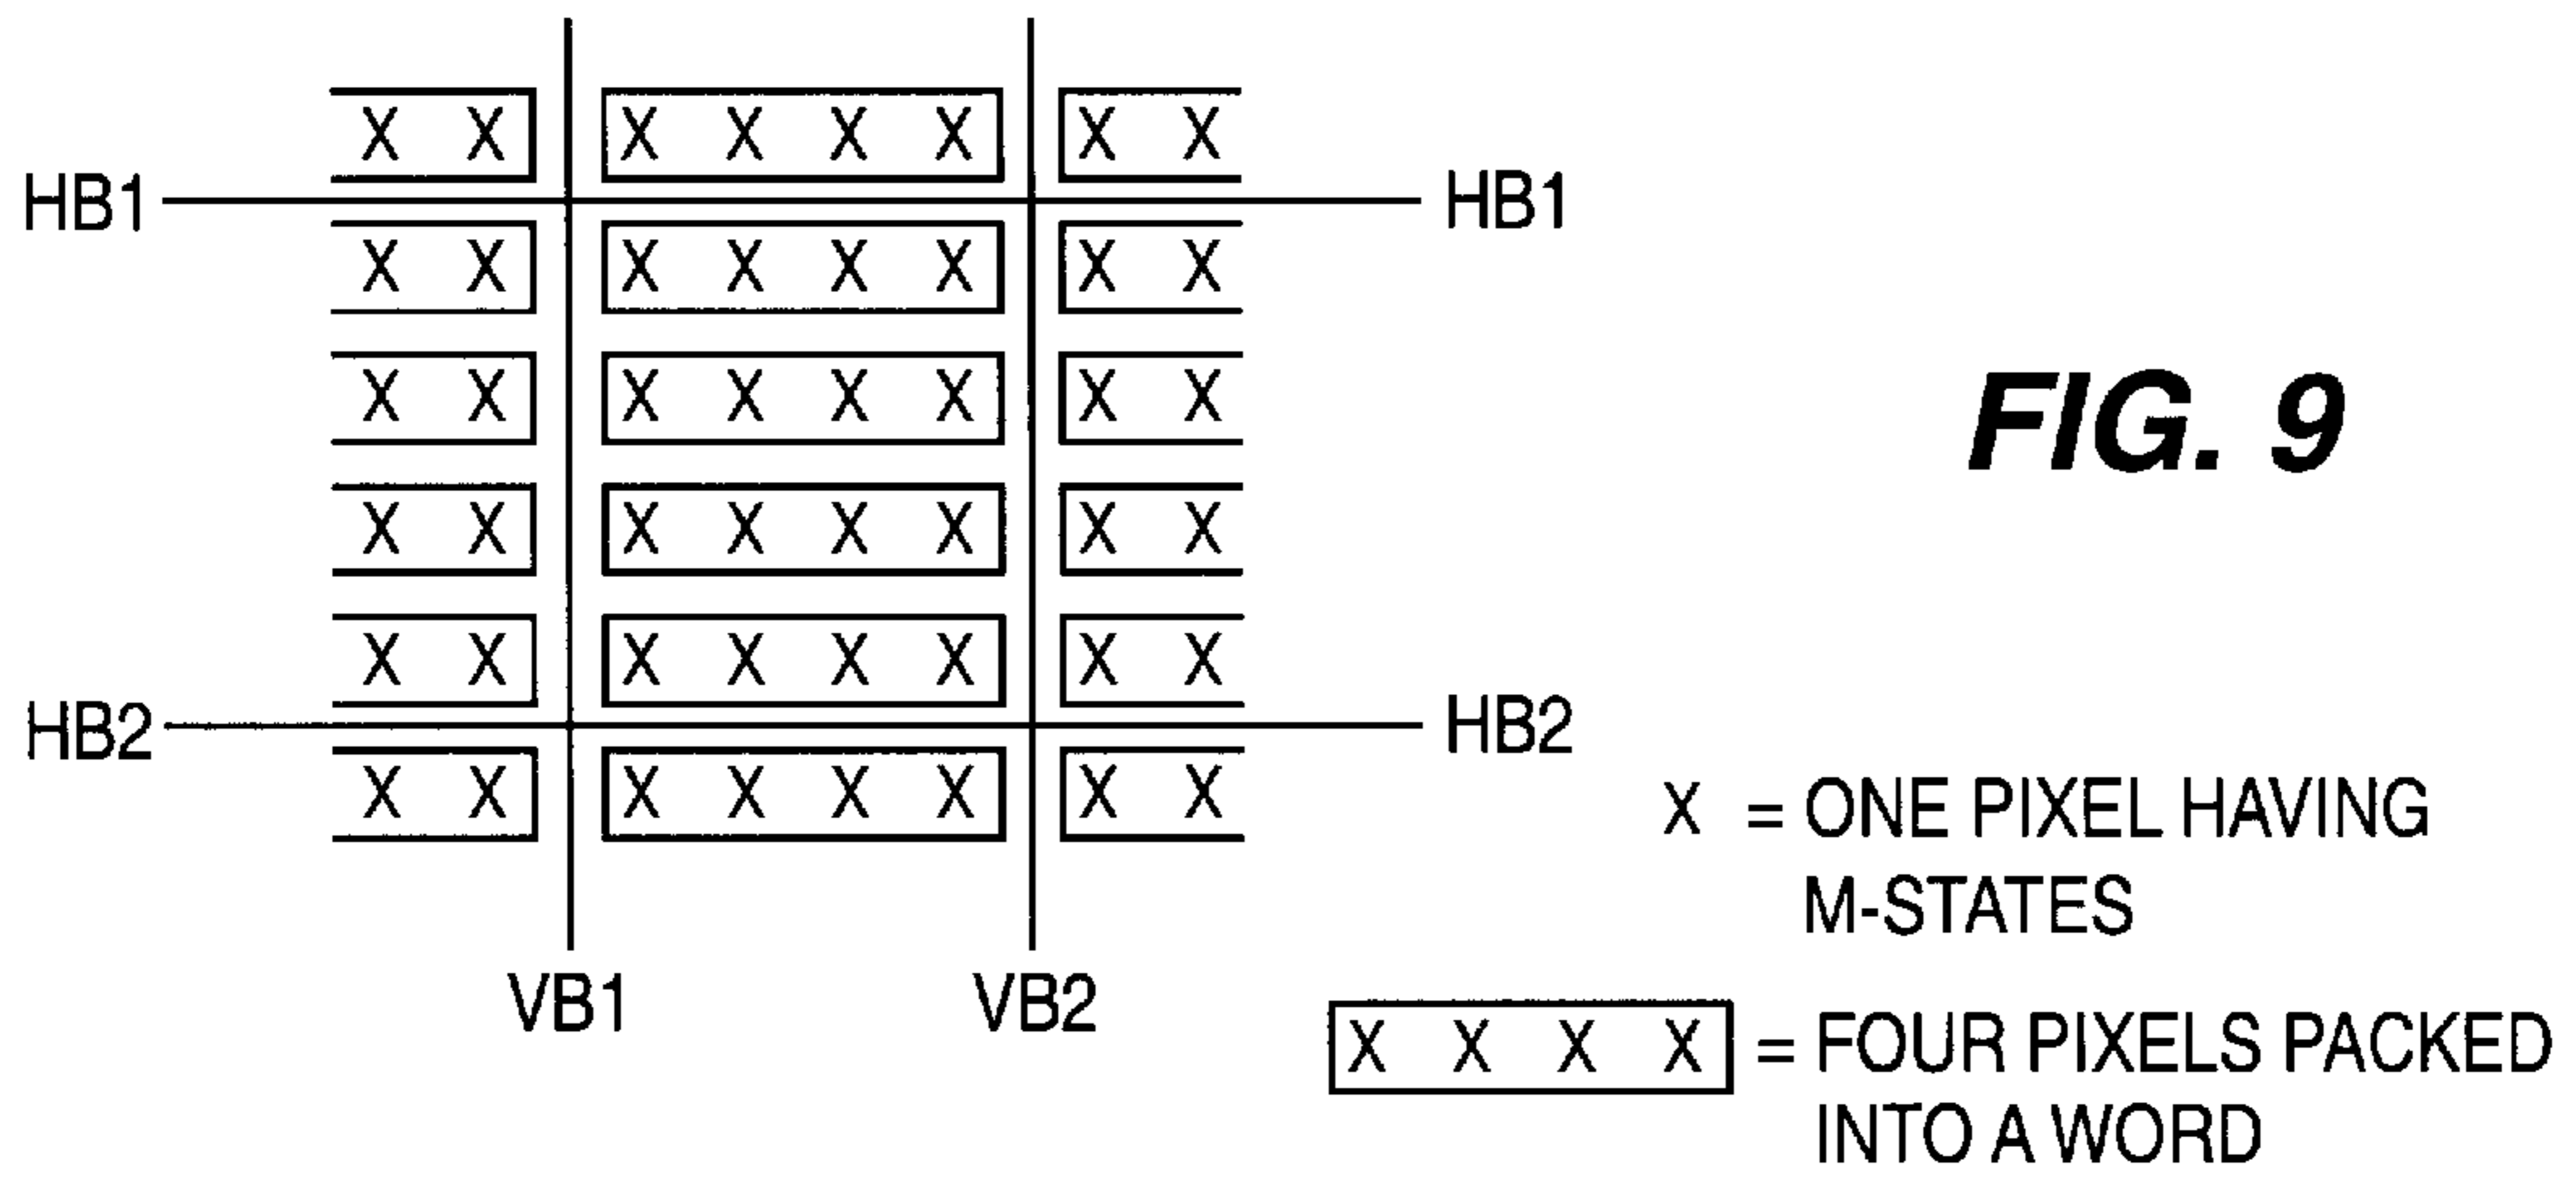 X X X X X X X X
HB1 HB1
X X X X X X X X
X X X X X X X X
FIG. 9
X X X X X X X X
X X X X X X X X
HB2 HB2
X X X X X X X X
VB1 VB2
X = ONE PIXEL HAVING
M-STATES
X X X X = FOUR PIXELS PACKED
INTO A WORD